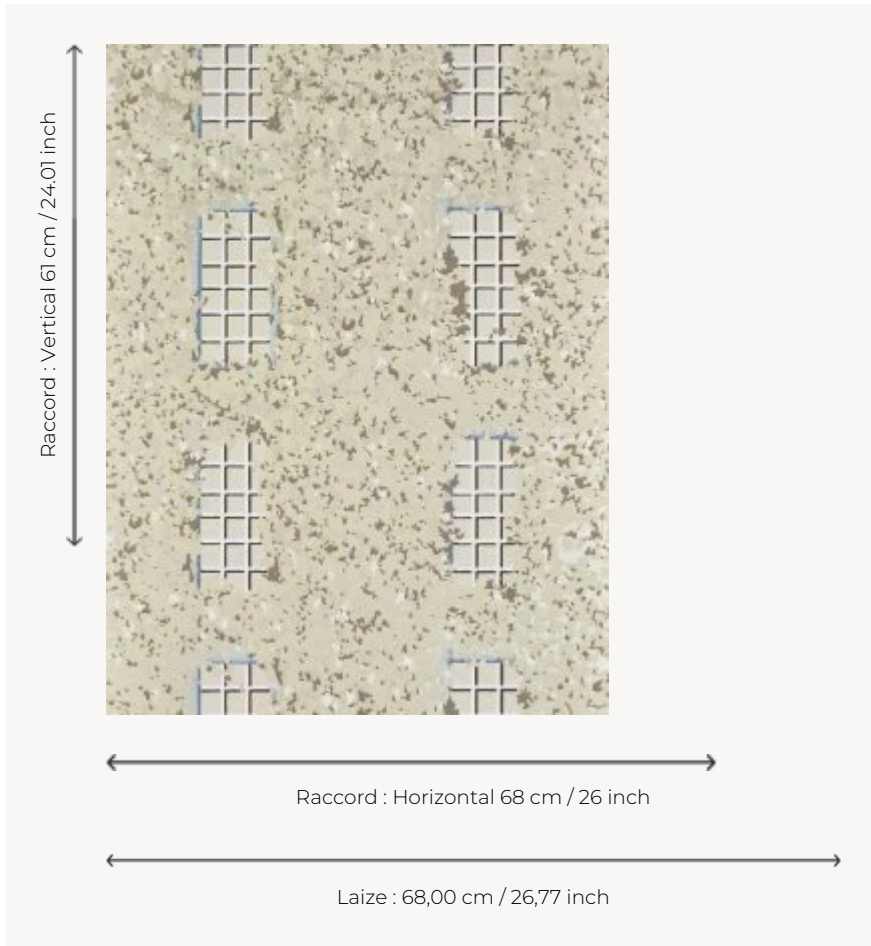 Raccord : Vertical 61 cm / 24.01 inch
Raccord : Horizontal 68 cm / 26 inch
Laize : 68,00 cm / 26,77 inch